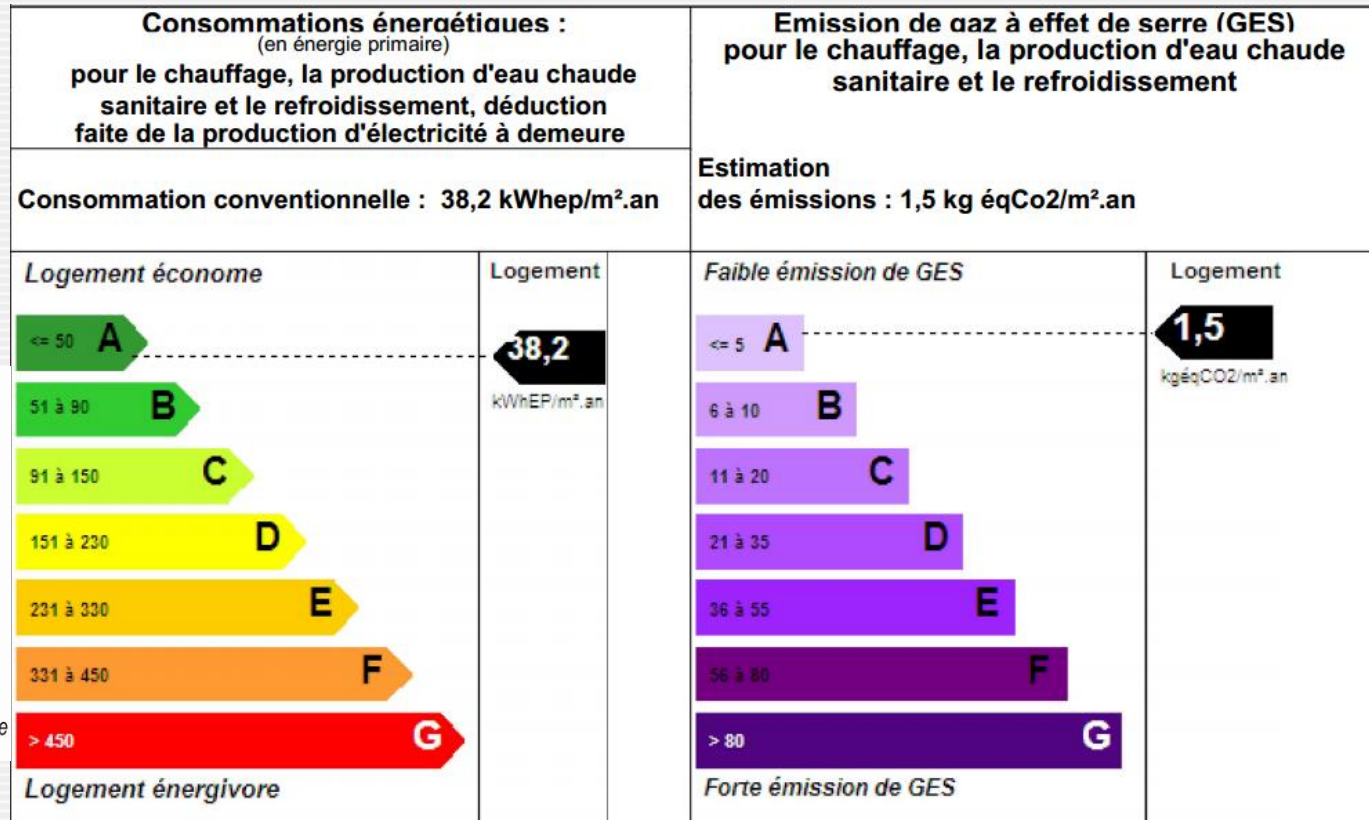 Consommations énergétiques :
(en énergie primaire)
pour le chauffage, la production d'eau chaude
sanitaire et le refroidissement, déduction
faite de la production d'électricité à demeure
Consommation conventionnelle : 38,2 kWhep/m².an
Emission de gaz à effet de serre (GES)
pour le chauffage, la production d'eau chaude
sanitaire et le refroidissement
Estimation
des émissions : 1,5 kg éqCo2/m².an
Logement économe
Logement
<= 50 A
38,2
kWhEP/m².an
51 à 90 B
91 à 150 C
151 à 230 D
231 à 330 E
331 à 450 F
e
> 450 G
Logement énergivore
Faible émission de GES
Logement
<= 5 A
1,5
kgéqCO2/m².an
6 à 10 B
11 à 20 C
21 à 35 D
36 à 55 E
56 à 80 F
> 80 G
Forte émission de GES